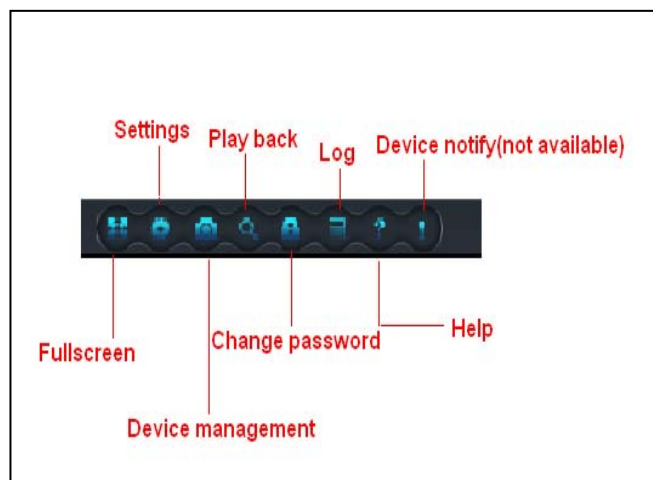 Settings
Play back
Log
Device notify(not available)
Fullscreen
Change password
Help
Device management